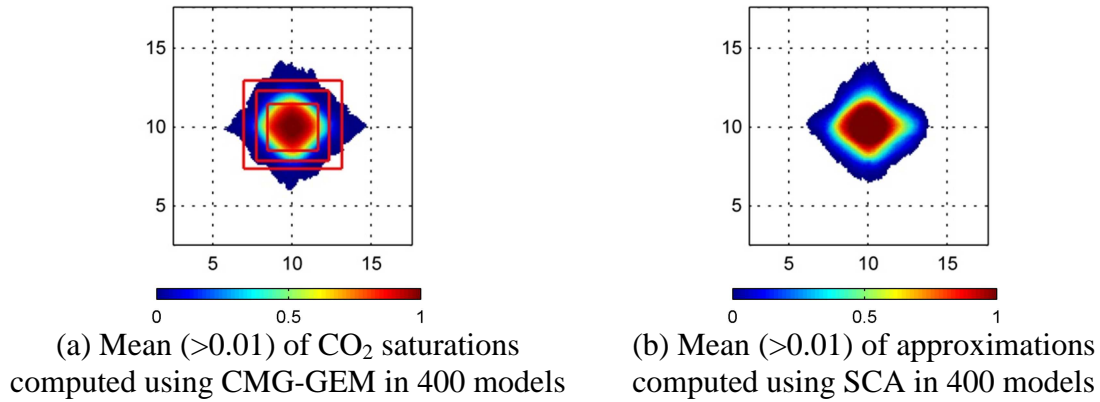 15
10
5
5 10 15
0 0.5 1
(a) Mean (>0.01) of CO₂ saturations
computed using CMG-GEM in 400 models
15
10
5
5 10 15
0 0.5 1
(b) Mean (>0.01) of approximations
computed using SCA in 400 models